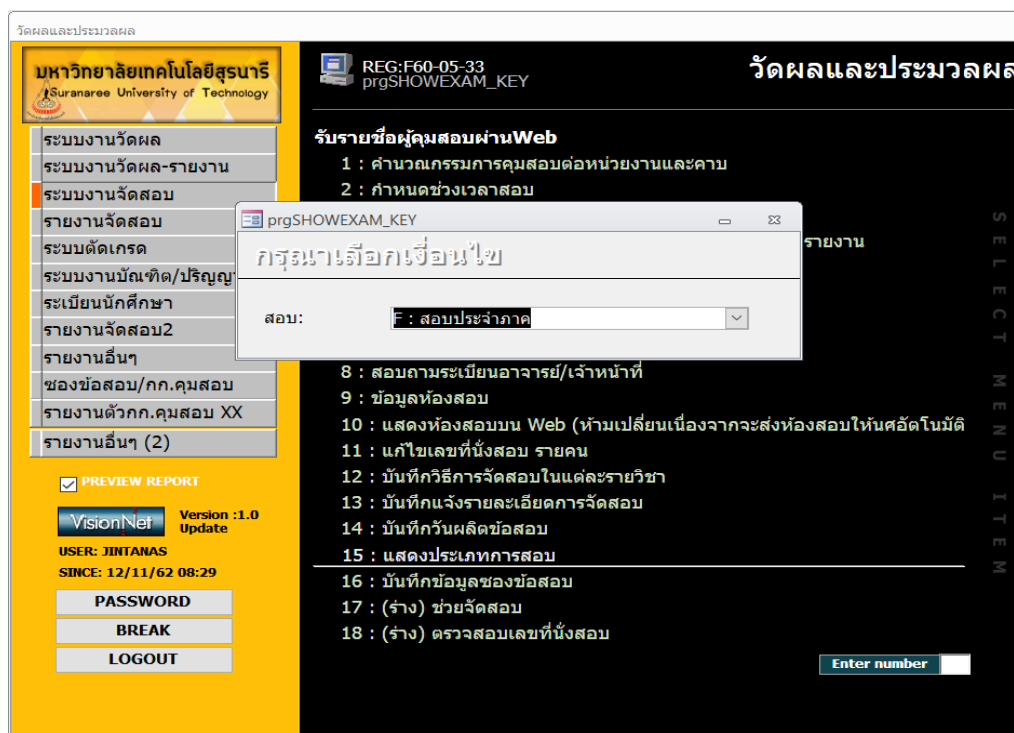 วัดผลและประมวลผล
มหาวิทยาลัยเทคโนโลยีสุรนารี
Suranaree University of Technology
REG:F60-05-33
prgSHOWEXAM_KEY
วัดผลและประมวลผล
ระบบงานวัดผล
ระบบงานวัดผล-รายงาน
ระบบงานจัดสอบ
รายงานจัดสอบ
ระบบตัดเกรด
ระบบงานบัณฑิต/ปริญญา
ระเบียนนักศึกษา
รายงานจัดสอบ2
รายงานอื่นๆ
ซองข้อสอบ/กก.คุมสอบ
รายงานตัวกก.คุมสอบ XX
รายงานอื่นๆ (2)
PREVIEW REPORT
VisionNet
Version :1.0
Update
USER: JINTANAS
SINCE: 12/11/62 08:29
PASSWORD
BREAK
LOGOUT
รับรายชื่อผู้คุมสอบผ่านWeb
1 : คำนวณกรรมการคุมสอบต่อหน่วยงานและคาบ
2 : กำหนดช่วงเวลาสอบ
รายงาน
prgSHOWEXAM_KEY
กรุณาเลือกเงื่อนไข
สอบ:
F : สอบประจำภาค
8 : สอบถามระเบียนอาจารย์/เจ้าหน้าที่
9 : ข้อมูลห้องสอบ
10 : แสดงห้องสอบบน Web (ห้ามเปลี่ยนเนื่องจากจะส่งห้องสอบให้นศอัตโนมัติ
11 : แก้ไขเลขที่นั่งสอบ รายคน
12 : บันทึกวิธีการจัดสอบในแต่ละรายวิชา
13 : บันทึกแจ้งรายละเอียดการจัดสอบ
14 : บันทึกวันผลิตข้อสอบ
15 : แสดงประเภทการสอบ
16 : บันทึกข้อมูลซองข้อสอบ
17 : (ร่าง) ช่วยจัดสอบ
18 : (ร่าง) ตรวจสอบเลขที่นั่งสอบ
Enter number
SELECT MENU ITEM